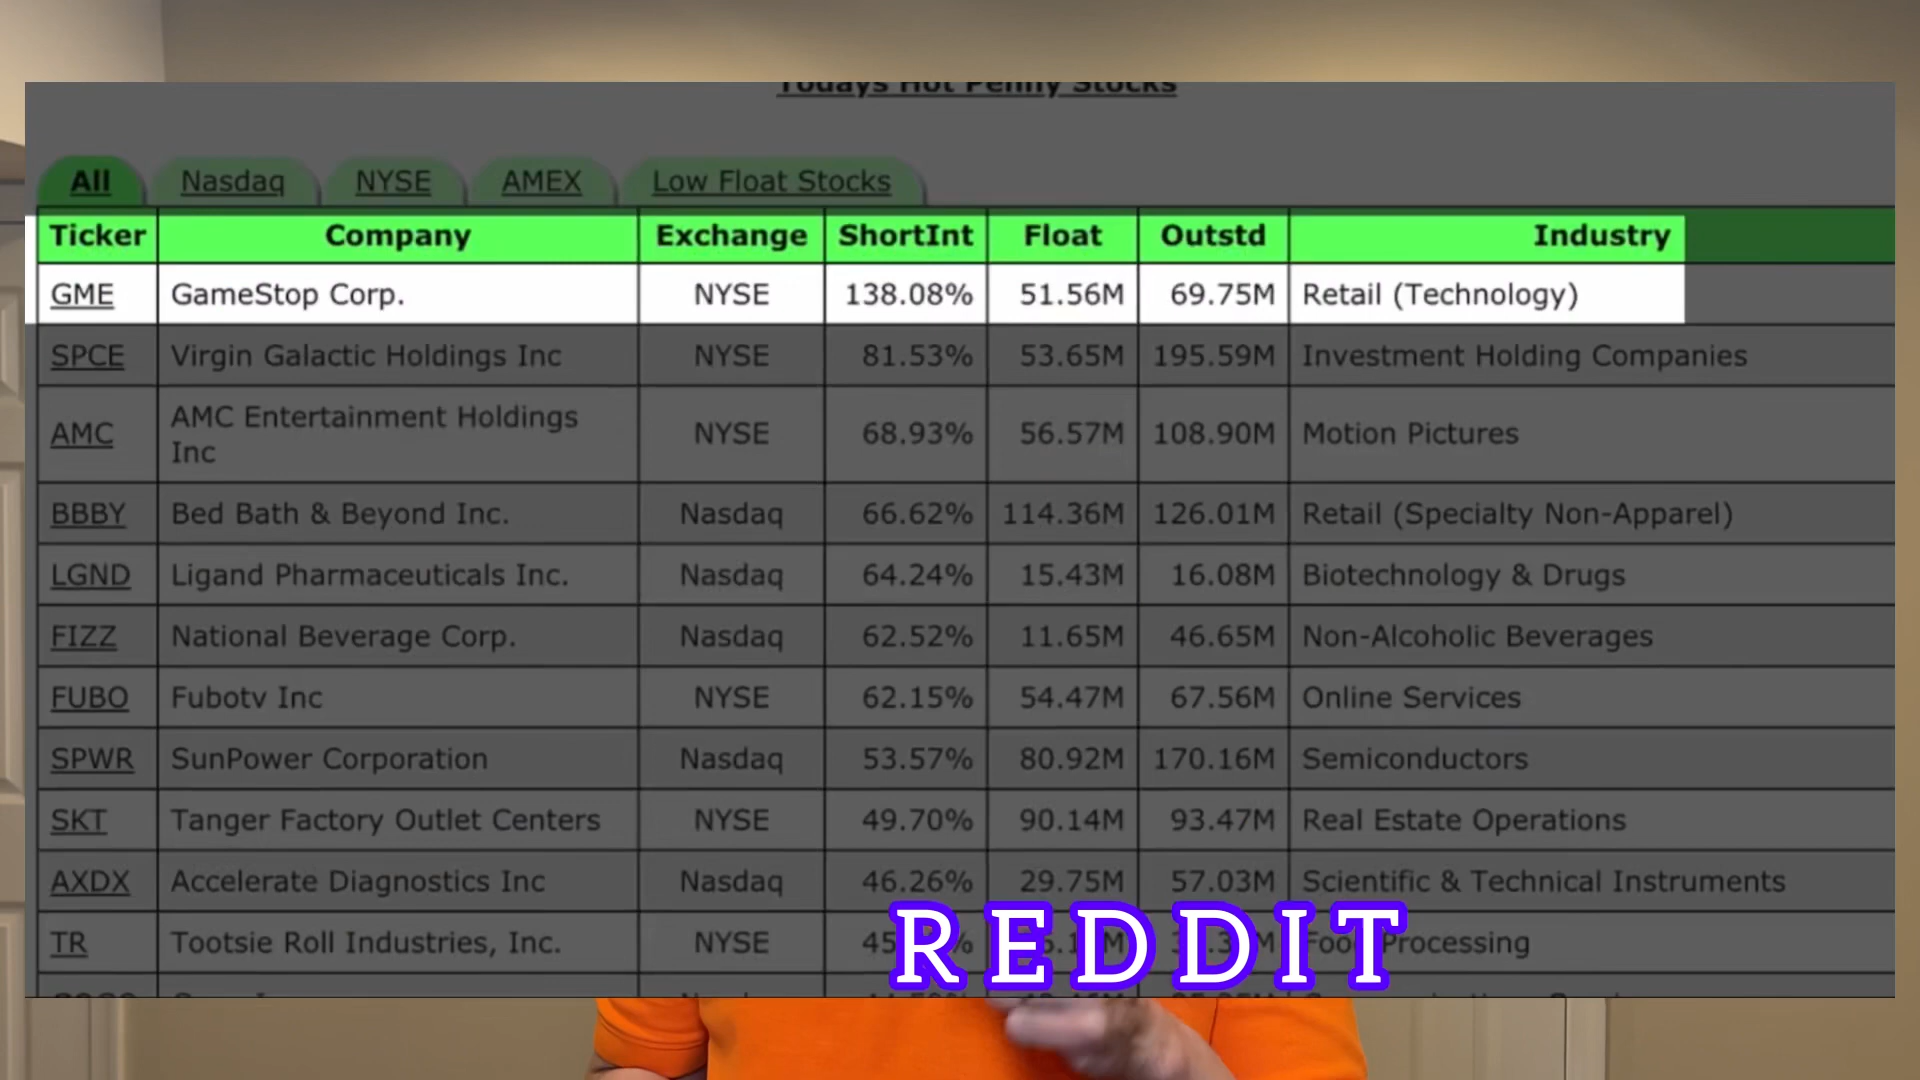 Todays Hot Penny Stocks
All Nasdaq NYSE AMEX Low Float Stocks
Ticker Company Exchange ShortInt Float Outstd Industry
GME GameStop Corp. NYSE 138.08% 51.56M 69.75M Retail (Technology)
SPCE Virgin Galactic Holdings Inc NYSE 81.53% 53.65M 195.59M Investment Holding Companies
AMC AMC Entertainment Holdings Inc NYSE 68.93% 56.57M 108.90M Motion Pictures
BBBY Bed Bath & Beyond Inc. Nasdaq 66.62% 114.36M 126.01M Retail (Specialty Non-Apparel)
LGND Ligand Pharmaceuticals Inc. Nasdaq 64.24% 15.43M 16.08M Biotechnology & Drugs
FIZZ National Beverage Corp. Nasdaq 62.52% 11.65M 46.65M Non-Alcoholic Beverages
FUBO Fubotv Inc NYSE 62.15% 54.47M 67.56M Online Services
SPWR SunPower Corporation Nasdaq 53.57% 80.92M 170.16M Semiconductors
SKT Tanger Factory Outlet Centers NYSE 49.70% 90.14M 93.47M Real Estate Operations
AXDX Accelerate Diagnostics Inc Nasdaq 46.26% 29.75M 57.03M Scientific & Technical Instruments
TR Tootsie Roll Industries, Inc. NYSE Food Processing
REDDIT